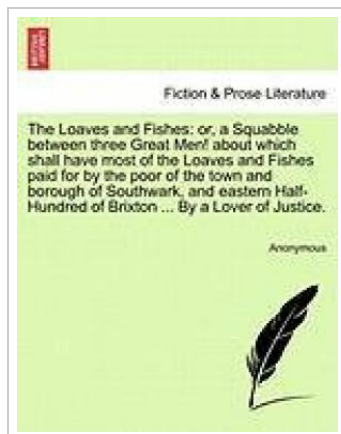 Fiction & Prose Literature
The Loaves and Fishes: or, a Squabble
between three Great Men! about which
shall have most of the Loaves and Fishes
paid for by the poor of the town and
borough of Southwark, and eastern Half-
Hundred of Brixton ... By a Lover of Justice.
Anonymous